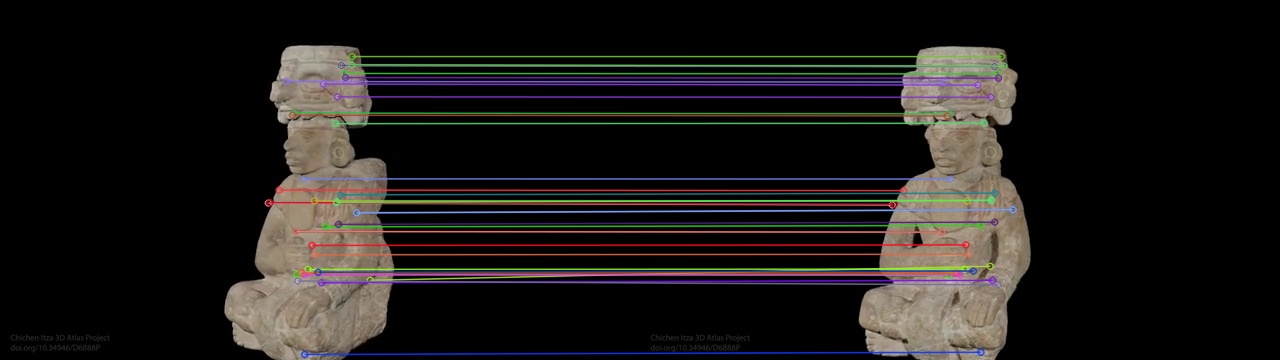 Chichen Itza 3D Atlas Project
doi.org/10.34946/D6B88P
Chichen Itza 3D Atlas Project
doi.org/10.34946/D6B88P